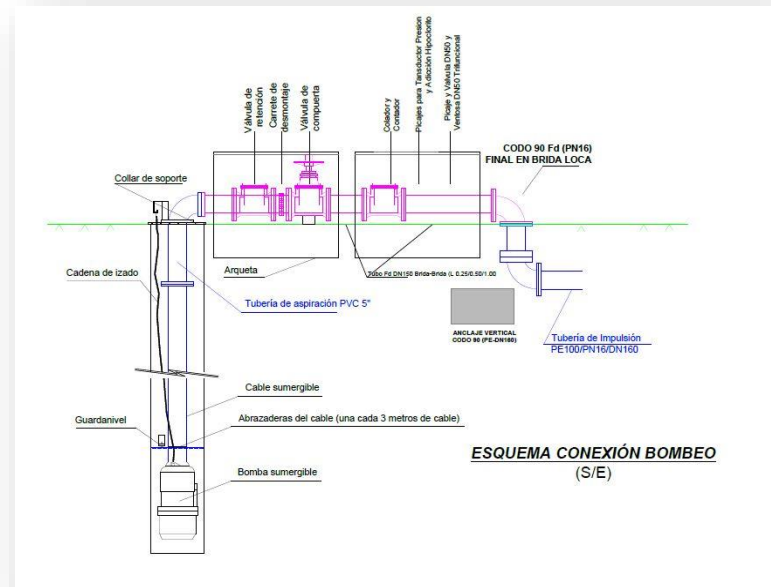 Válvula de
retención
Carrete de
desmontaje
Válvula de
compuerta
Colador y
Contador
Picajes para Tansductor Presion
y Adicción Hipoclorito
Picaje y Valvula DN50 y
Ventosa DN50 Trifuncional
CODO 90 Fd (PN16)
FINAL EN BRIDA LOCA
Collar de soporte
Cadena de izado
Arqueta
Tubo Fd DN150 Brida-Brida (L 0.25/0.50/1.00
Tubería de aspiración PVC 5"
ANCLAJE VERTICAL
CODO 90 (PE-DN160)
Tubería de Impulsión
PE100/PN16/DN160
Cable sumergible
Guardanivel
Abrazaderas del cable (una cada 3 metros de cable)
Bomba sumergible
ESQUEMA CONEXIÓN BOMBEO
(S/E)